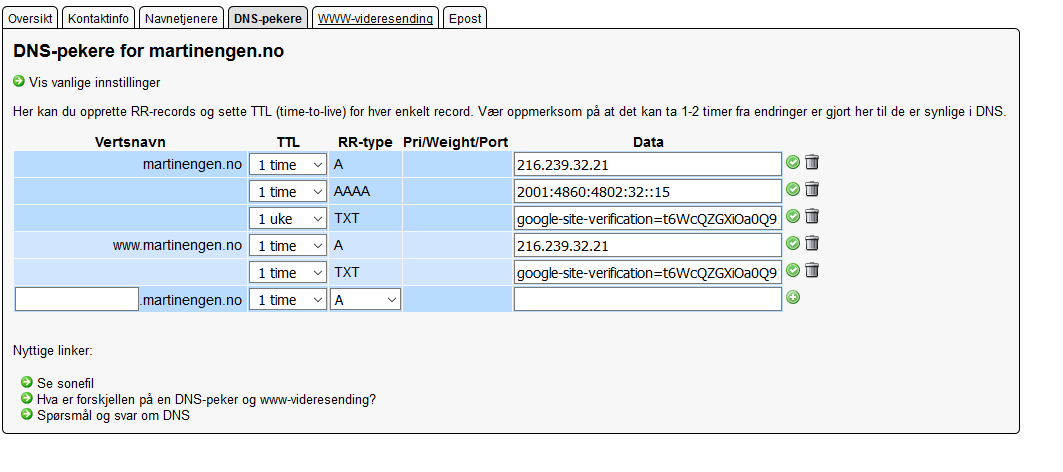 Oversikt Kontaktinfo Navnetjenere DNS-pekere WWW-videresending Epost
DNS-pekere for martinengen.no
Vis vanlige innstillinger
Her kan du opprette RR-records og sette TTL (time-to-live) for hver enkelt record. Vær oppmerksom på at det kan ta 1-2 timer fra endringer er gjort her til de er synlige i DNS.
Vertsnavn TTL RR-type Pri/Weight/Port Data
martinengen.no 1 time A 216.239.32.21
1 time AAAA 2001:4860:4802:32::15
1 uke TXT google-site-verification=t6WcQZGXiOa0Q9
www.martinengen.no 1 time A 216.239.32.21
1 time TXT google-site-verification=t6WcQZGXiOa0Q9
.martinengen.no 1 time A
Nyttige linker:
Se sonefil
Hva er forskjellen på en DNS-peker og www-videresending?
Spørsmål og svar om DNS